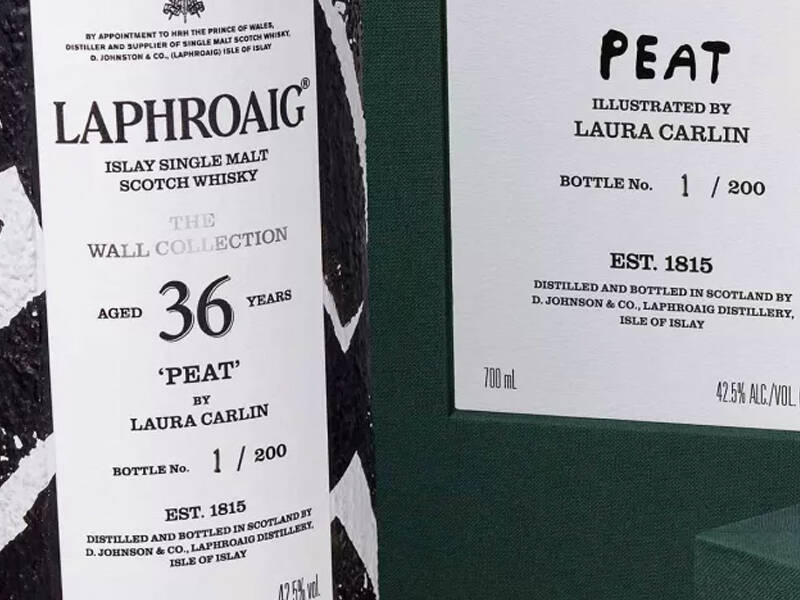 BY APPOINTMENT TO HRH THE PRINCE OF WALES,
DISTILLER AND SUPPLIER OF SINGLE MALT SCOTCH WHISKY,
D. JOHNSTON & CO., (LAPHROAIG) ISLE OF ISLAY
LAPHROAIG®
ISLAY SINGLE MALT
SCOTCH WHISKY
THE
WALL COLLECTION
AGED 36 YEARS
‘PEAT’
BY
LAURA CARLIN
BOTTLE No. 1 / 200
EST. 1815
DISTILLED AND BOTTLED IN SCOTLAND BY
D. JOHNSON & CO., LAPHROAIG DISTILLERY,
ISLE OF ISLAY
42.5% vol.
PEAT
ILLUSTRATED BY
LAURA CARLIN
BOTTLE No. 1 / 200
EST. 1815
DISTILLED AND BOTTLED IN SCOTLAND BY
D. JOHNSON & CO., LAPHROAIG DISTILLERY,
ISLE OF ISLAY
700 mL
42.5% ALC./VOL.